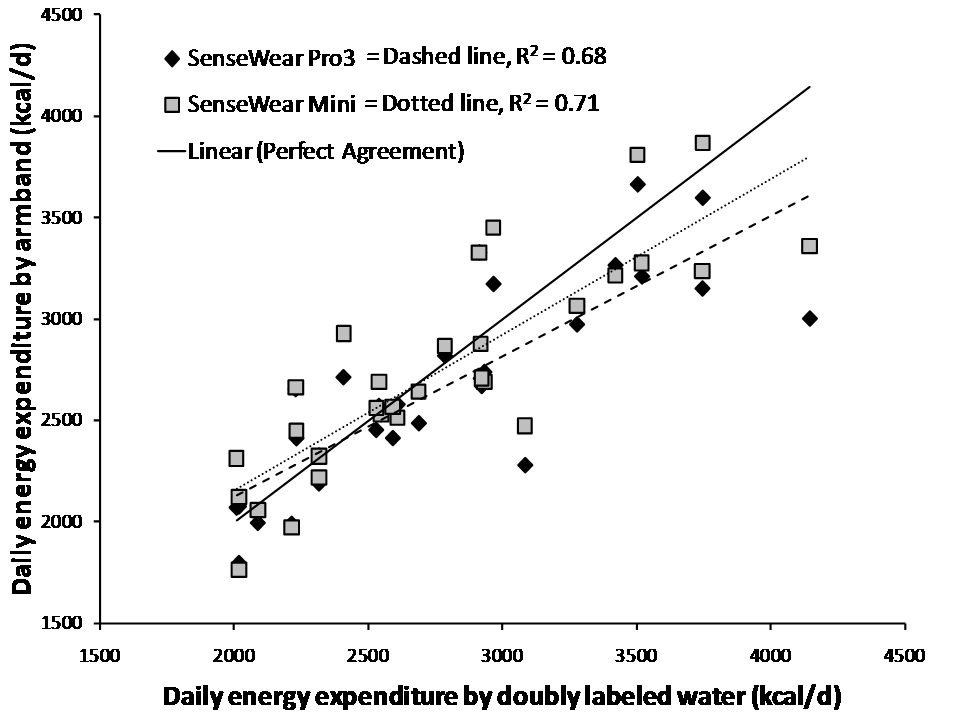 4500
4000
3500
3000
2500
2000
1500
Daily energy expenditure by armband (kcal/d)
SenseWear Pro3 = Dashed line, R² = 0.68
SenseWear Mini = Dotted line, R² = 0.71
Linear (Perfect Agreement)
1500 2000 2500 3000 3500 4000 4500
Daily energy expenditure by doubly labeled water (kcal/d)